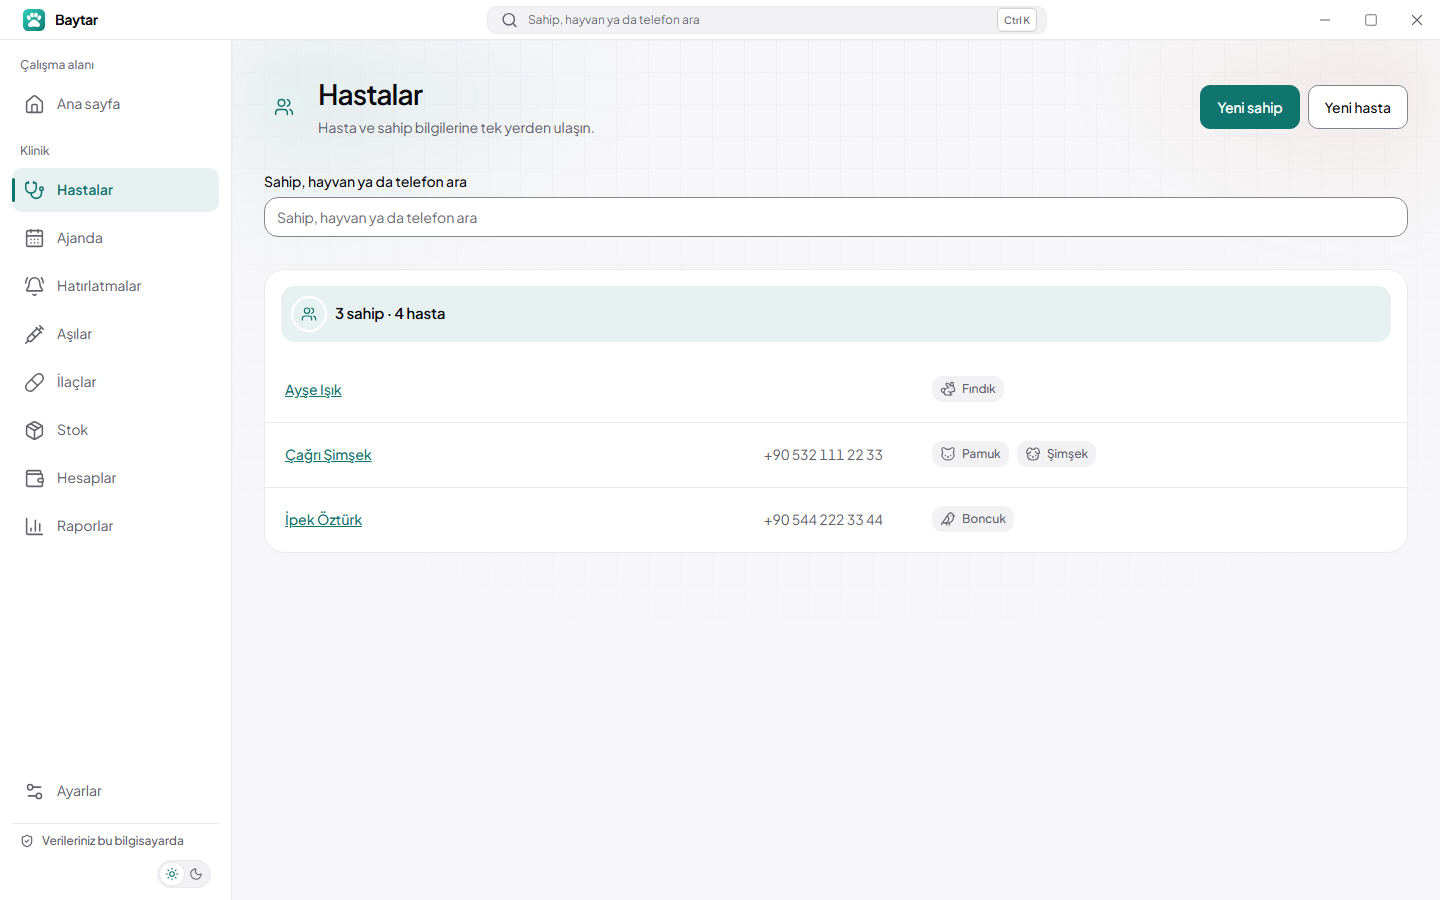 Baytar
Sahip, hayvan ya da telefon ara
Ctrl K
Çalışma alanı
Ana sayfa
Klinik
Hastalar
Ajanda
Hatırlatmalar
Aşılar
İlaçlar
Stok
Hesaplar
Raporlar
Ayarlar
Verileriniz bu bilgisayarda
Hastalar
Hasta ve sahip bilgilerine tek yerden ulaşın.
Yeni sahip
Yeni hasta
Sahip, hayvan ya da telefon ara
Sahip, hayvan ya da telefon ara
3 sahip · 4 hasta
Ayşe Işık Fındık
Çağrı Şimşek +90 532 111 22 33 Pamuk Şimşek
İpek Öztürk +90 544 222 33 44 Boncuk